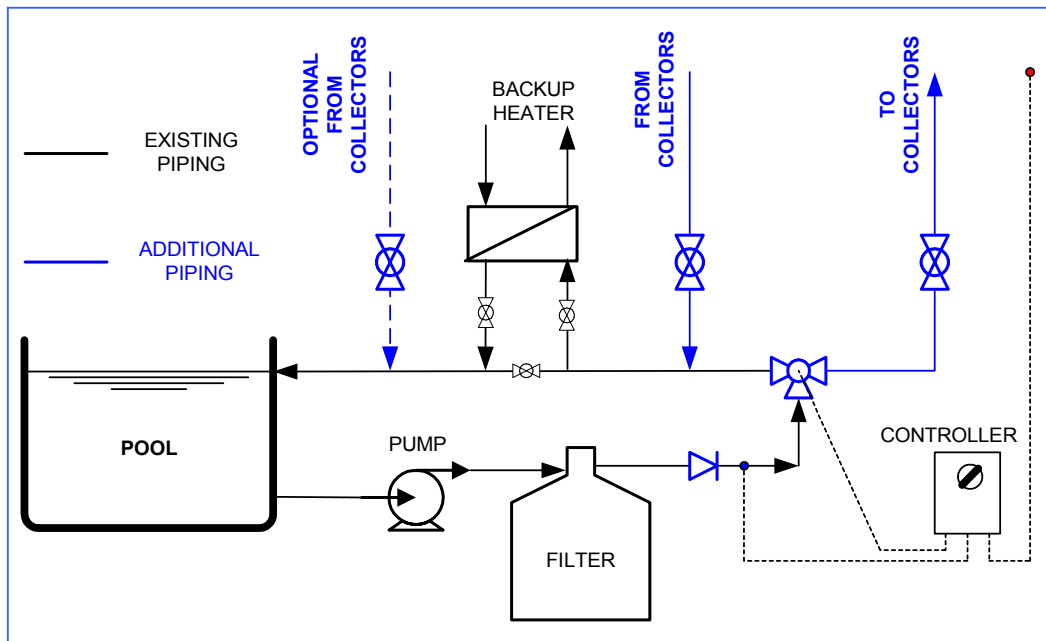 OPTIONAL
FROM
COLLECTORS
BACKUP
HEATER
FROM
COLLECTORS
TO
COLLECTORS
EXISTING
PIPING
ADDITIONAL
PIPING
POOL
PUMP
FILTER
CONTROLLER